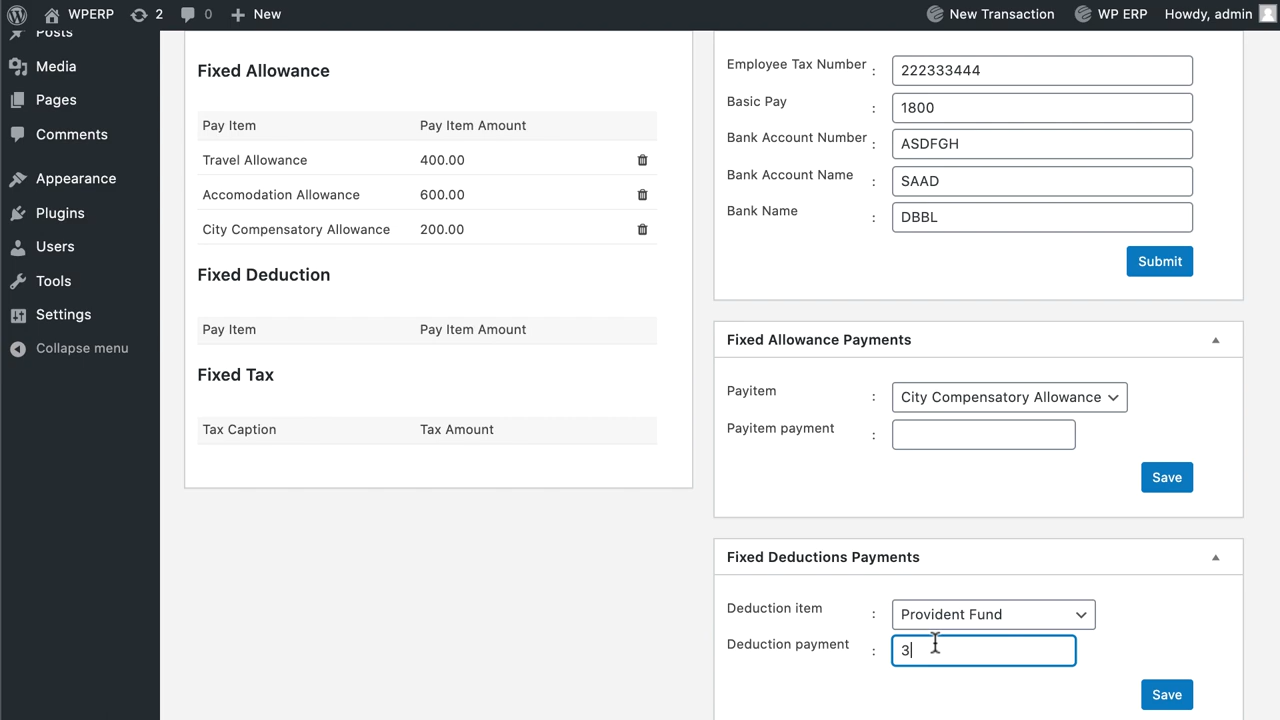 WPERP 2 0 New New Transaction WP ERP Howdy, admin
Posts
Media
Pages
Comments
Appearance
Plugins
Users
Tools
Settings
Collapse menu
Fixed Allowance
Pay Item Pay Item Amount
Travel Allowance 400.00
Accomodation Allowance 600.00
City Compensatory Allowance 200.00
Fixed Deduction
Pay Item Pay Item Amount
Fixed Tax
Tax Caption Tax Amount
Employee Tax Number : 222333444
Basic Pay : 1800
Bank Account Number : ASDFGH
Bank Account Name : SAAD
Bank Name : DBBL
Submit
Fixed Allowance Payments
Payitem : City Compensatory Allowance
Payitem payment :
Save
Fixed Deductions Payments
Deduction item : Provident Fund
Deduction payment : 3
Save